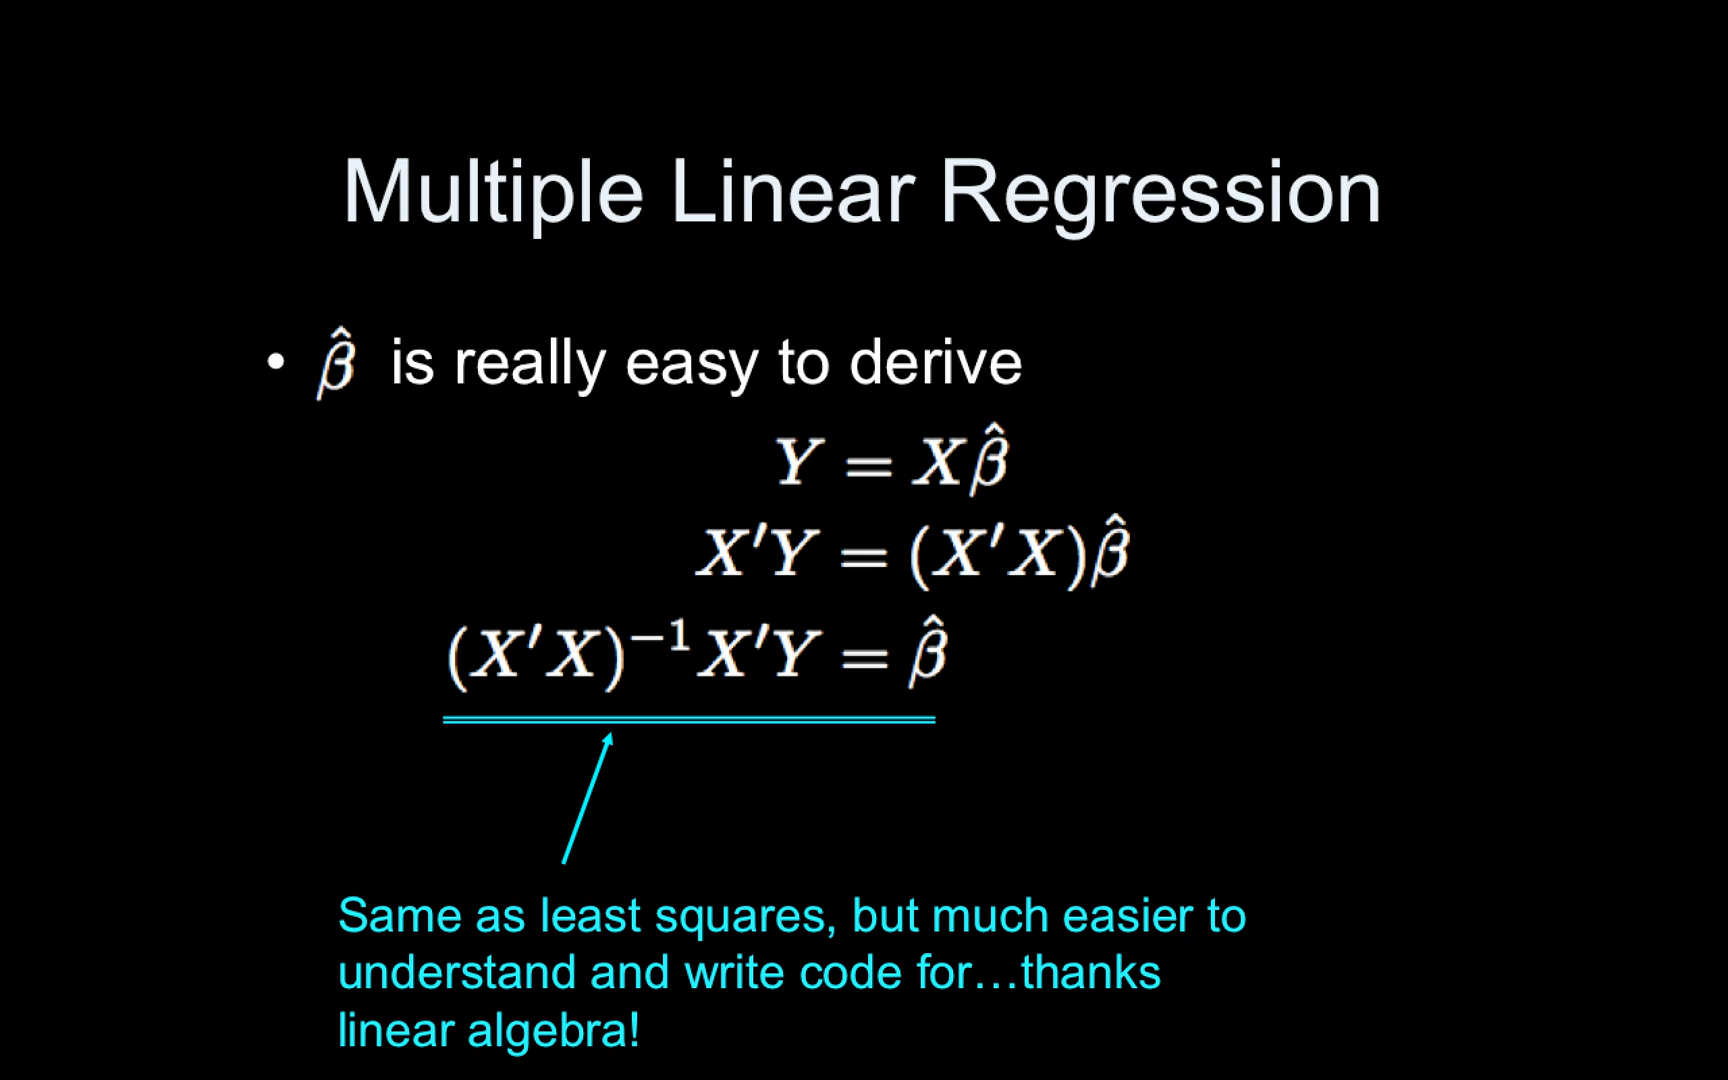 Multiple Linear Regression
• β̂ is really easy to derive
Y = Xβ̂
X′Y = (X′X)β̂
(X′X)⁻¹X′Y = β̂
Same as least squares, but much easier to
understand and write code for…thanks
linear algebra!